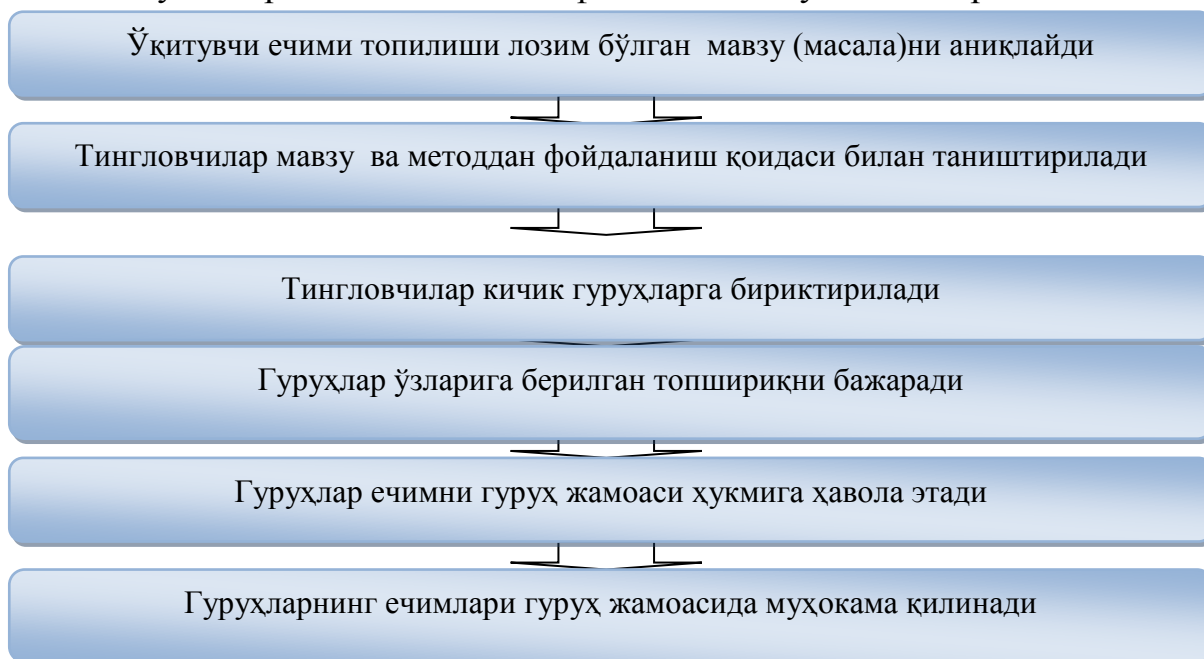 Ўқитувчи ечими топилиши лозим бўлган мавзу (масала)ни аниқлайди
Тингловчилар мавзу ва методдан фойдаланиш қоидаси билан таништирилади
Тингловчилар кичик гуруҳларга бириктирилади
Гуруҳлар ўзларига берилган топшириқни бажаради
Гуруҳлар ечимни гуруҳ жамоаси ҳукмига ҳавола этади
Гуруҳларнинг ечимлари гуруҳ жамоасида муҳокама қилинади